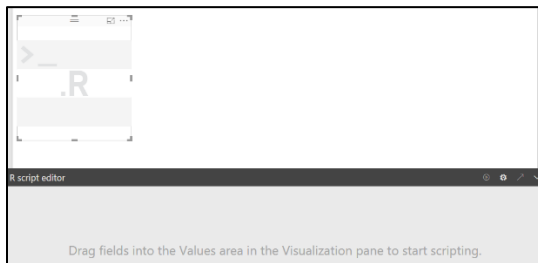 >_
.R
R script editor
Drag fields into the Values area in the Visualization pane to start scripting.